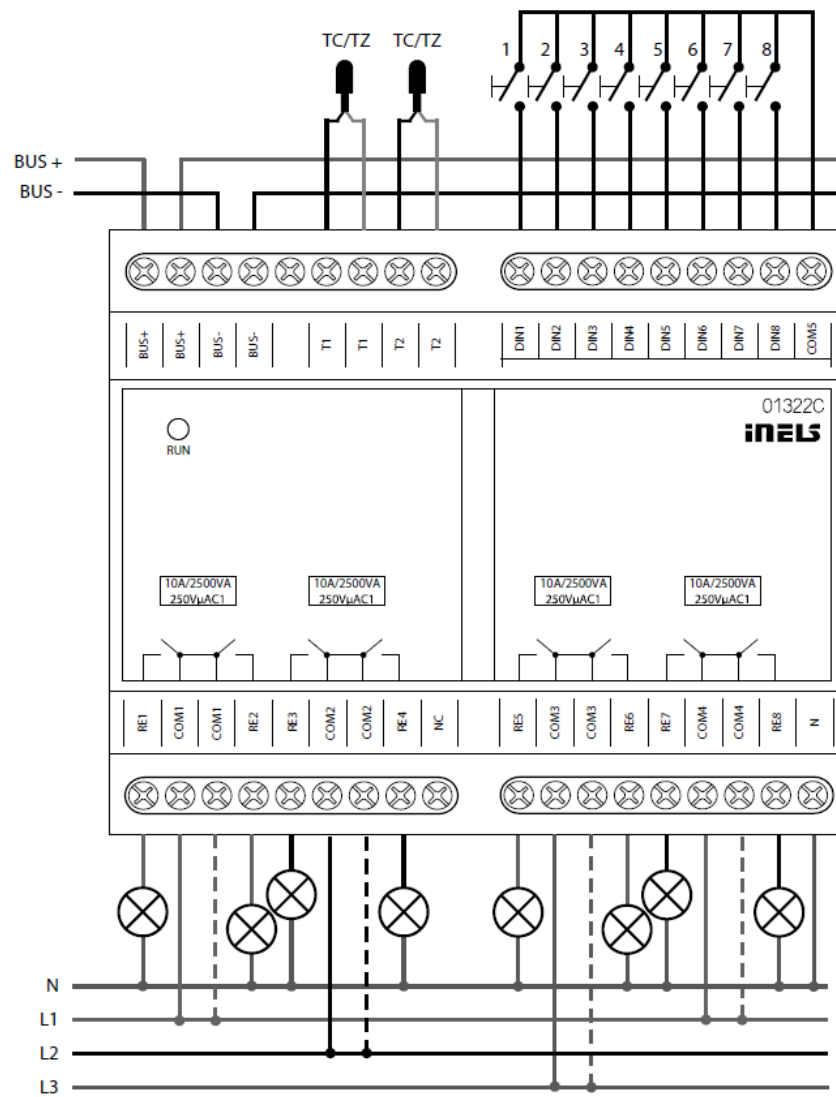 TC/TZ TC/TZ
1 2 3 4 5 6 7 8
BUS +
BUS -
BUS+ BUS+ BUS- BUS- T1 T1 T2 T2 DIN1 DIN2 DIN3 DIN4 DIN5 DIN6 DIN7 DIN8 COM5
01322C
iNELS
RUN
10A/2500VA 10A/2500VA 10A/2500VA 10A/2500VA
250VµAC1 250VµAC1 250VµAC1 250VµAC1
RE1 COM1 COM1 RE2 RE3 COM2 COM2 RE4 NC RE5 COM3 COM3 RE6 RE7 COM4 COM4 RE8 N
N
L1
L2
L3